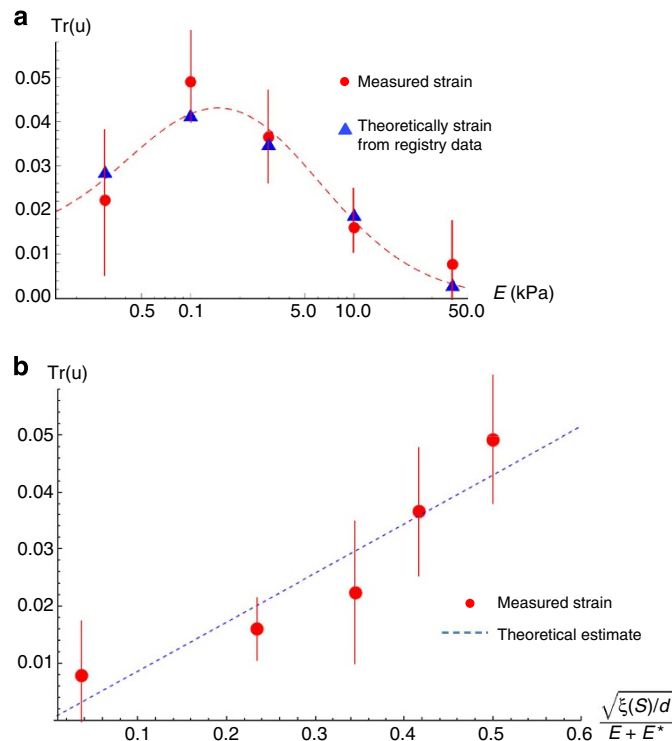 a
Tr(u)
0.05
0.04
0.03
0.02
0.01
0.00
Measured strain
Theoretically strain
from registry data
0.5 0.1 5.0 10.0 50.0
E (kPa)
b
Tr(u)
0.05
0.04
0.03
0.02
0.01
Measured strain
Theoretical estimate
0.1 0.2 0.3 0.4 0.5 0.6
√ξ(S)/d
E + E*